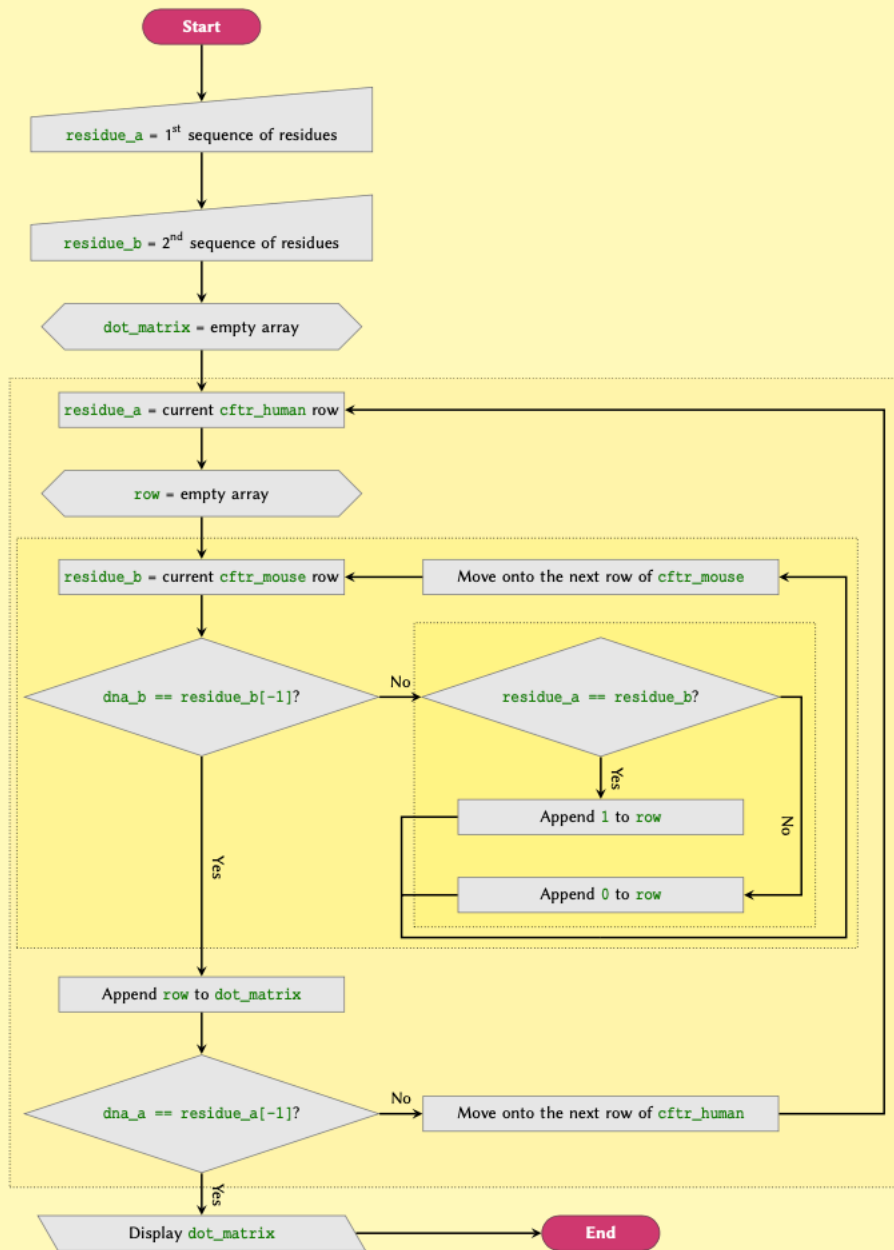 Start
residue_a = 1st sequence of residues
residue_b = 2nd sequence of residues
dot_matrix = empty array
residue_a = current cftr_human row
row = empty array
residue_b = current cftr_mouse row
Move onto the next row of cftr_mouse
dna_b == residue_b[-1]?
No
residue_a == residue_b?
Yes
Append 1 to row
No
Append 0 to row
Yes
Append row to dot_matrix
dna_a == residue_a[-1]?
No
Move onto the next row of cftr_human
Yes
Display dot_matrix
End